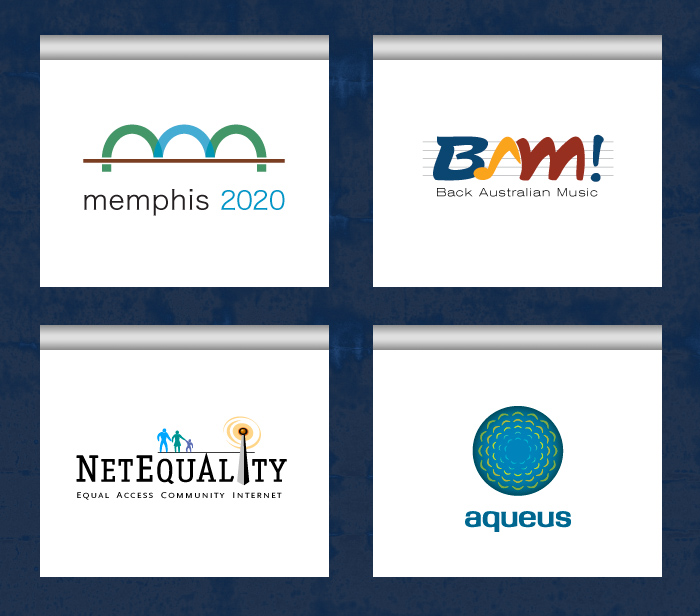 memphis 2020
BAM!
Back Australian Music
NETEQUALITY
EQUAL ACCESS COMMUNITY INTERNET
aqueus